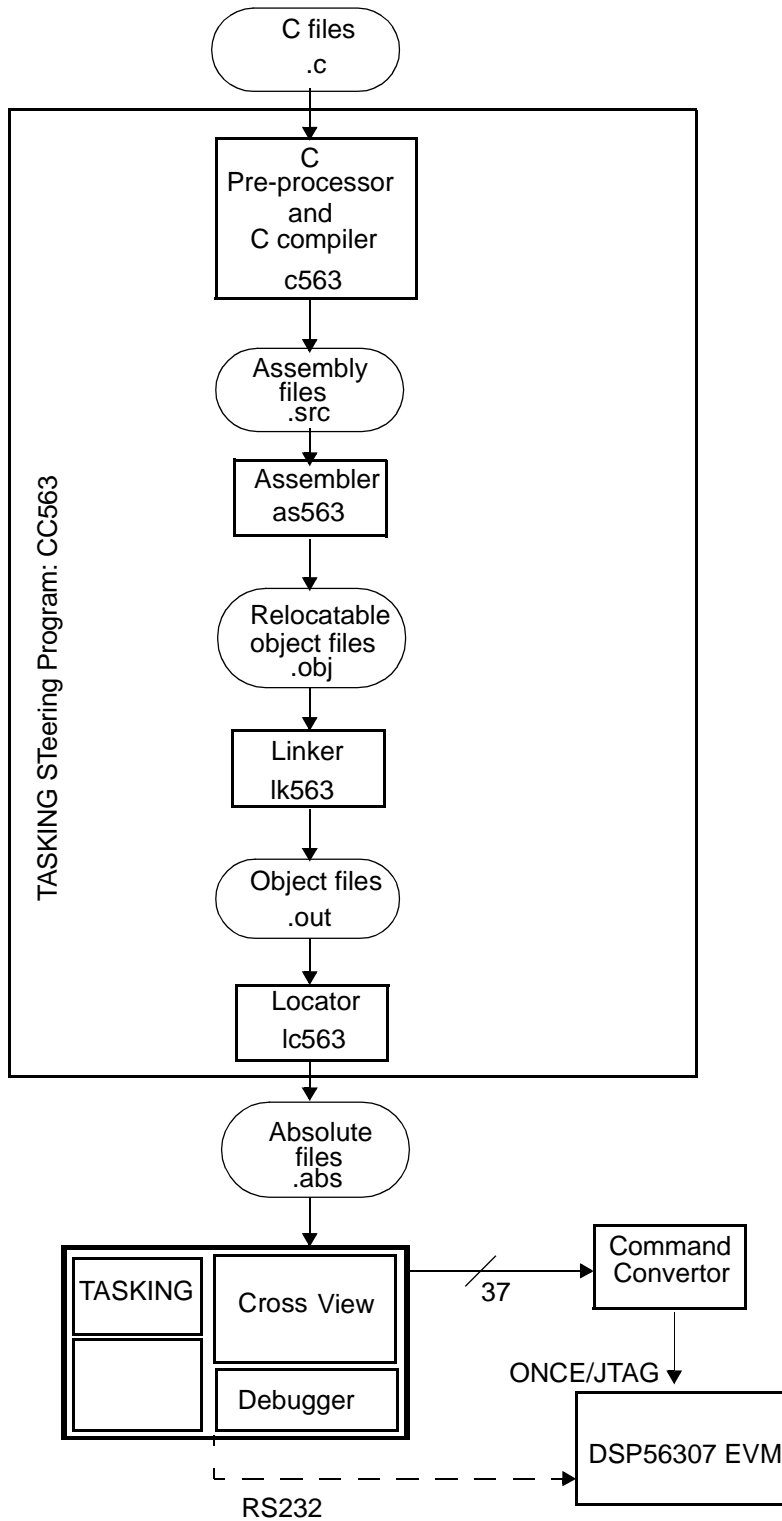 C files
.c
C
Pre-processor
and
C compiler
c563
Assembly
files
.src
Assembler
as563
TASKING STeering Program: CC563
Relocatable
object files
.obj
Linker
lk563
Object files
.out
Locator
lc563
Absolute
files
.abs
TASKING
Cross View
Debugger
37
Command
Convertor
ONCE/JTAG
DSP56307 EVM
RS232